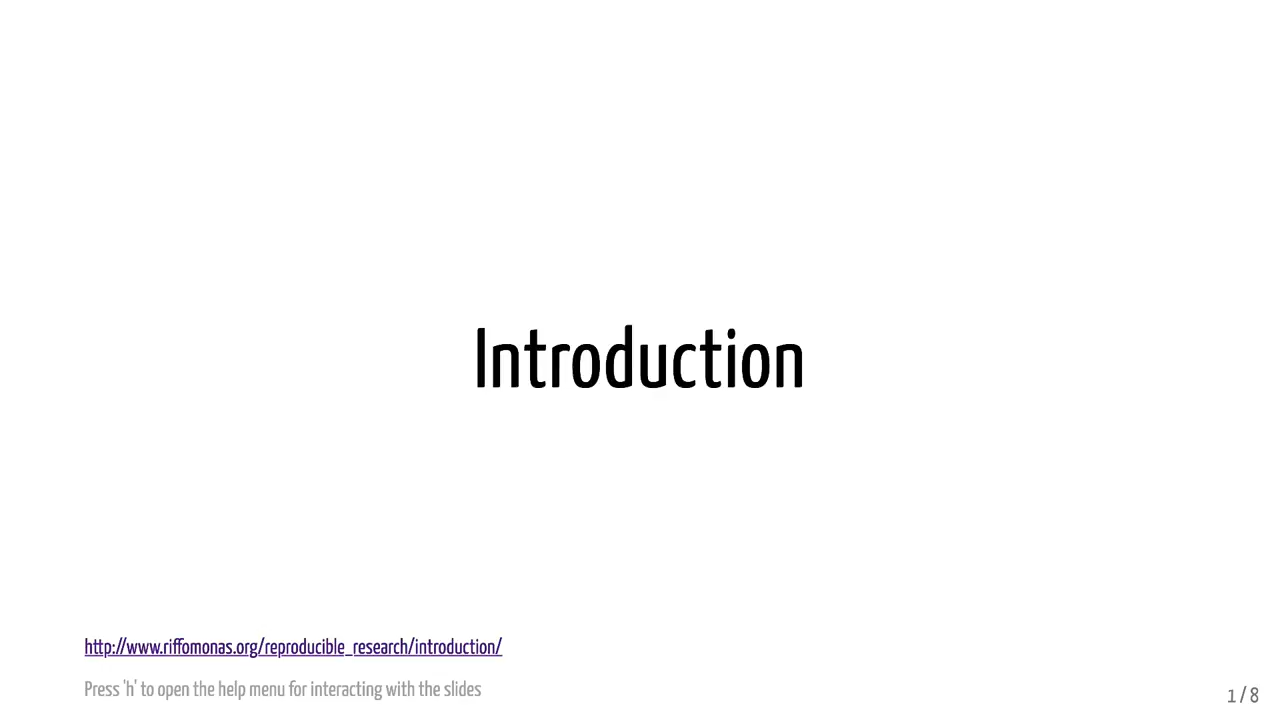 Introduction
http://www.riffomonas.org/reproducible_research/introduction/
Press 'h' to open the help menu for interacting with the slides
1 / 8